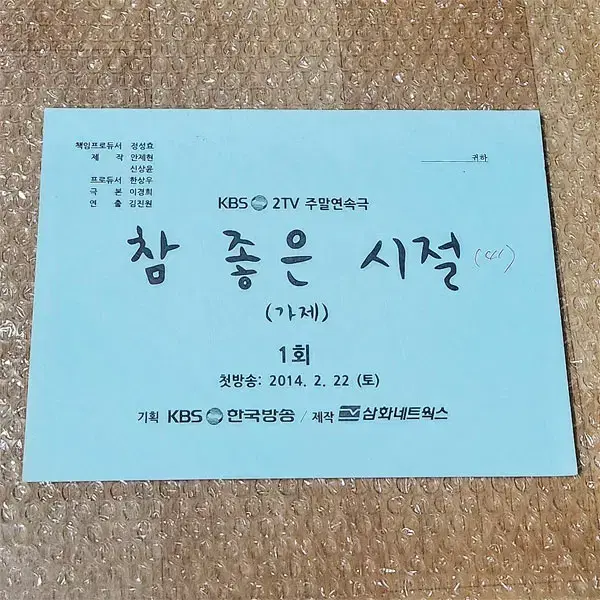 책임프로듀서 정성효
제 작 안제현
신상윤
프로듀서 한상우
극 본 이경희
연 출 김진원
귀하
KBS 2TV 주말연속극
참 좋은 시절
(가제)
1회
첫방송: 2014. 2. 22 (토)
기획 KBS 한국방송 / 제작 삼화네트웍스